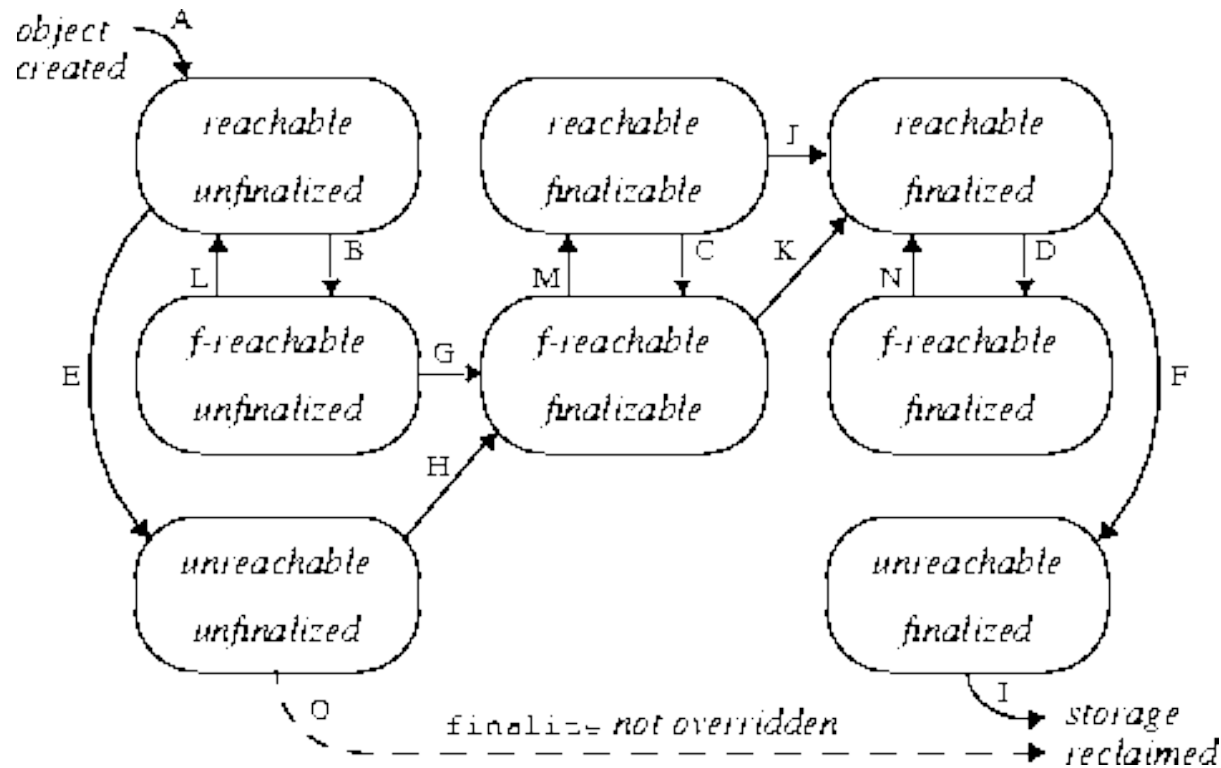 object
created
A
reachable
unfinalized
reachable
finalizable
J
reachable
finalized
L
B
M
C
K
N
D
E
f-reachable
unfinalized
G
f-reachable
finalizable
f-reachable
finalized
F
H
unreachable
unfinalized
unreachable
finalized
O
finalize not overridden
I
storage
reclaimed